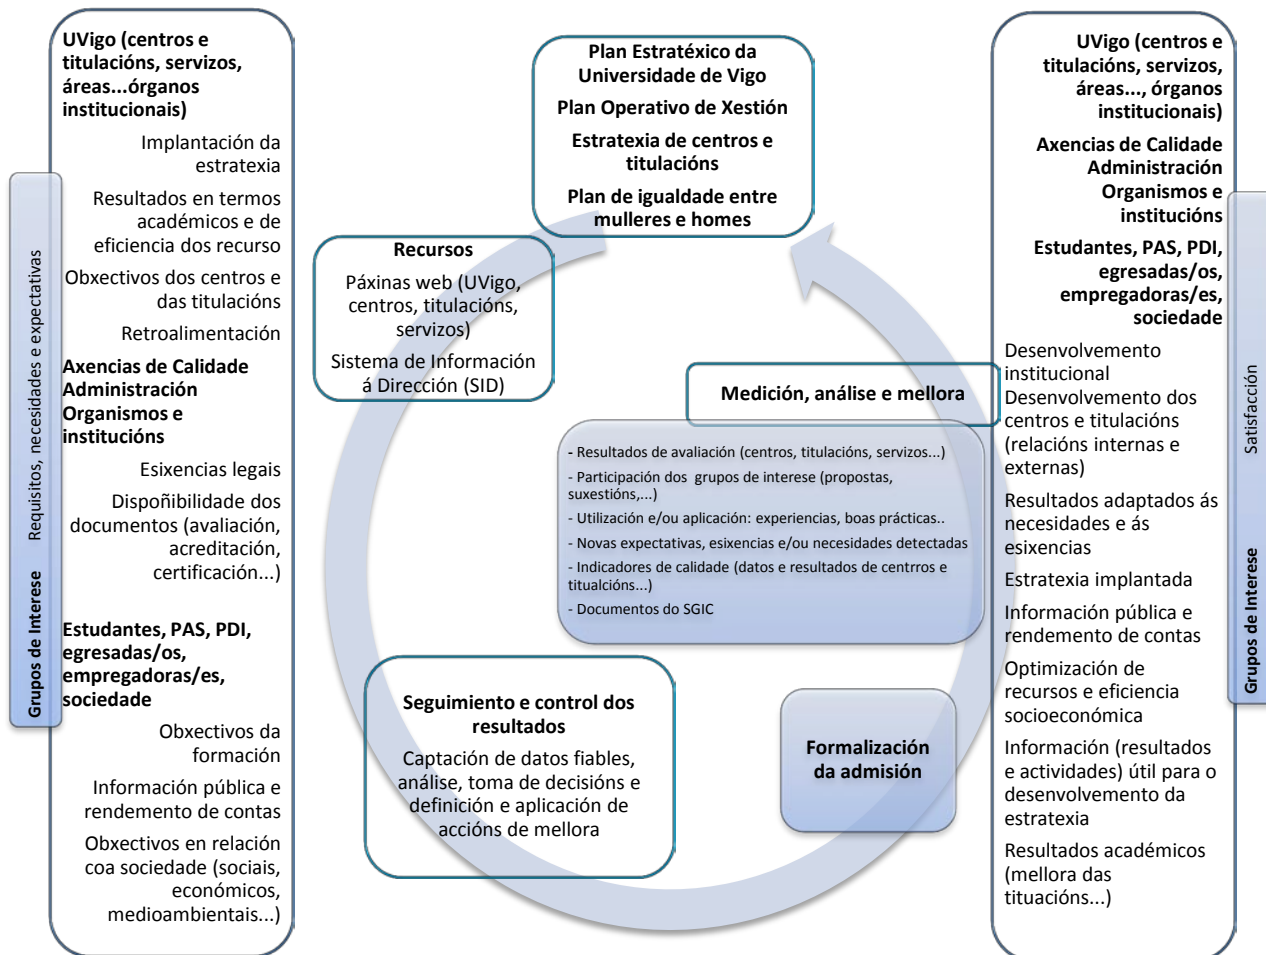 UVigo (centros e
titulacións, servizos,
áreas...órganos
institucionais)
Implantación da
estratexia
Resultados en termos
académicos e de
eficiencia dos recurso
Obxectivos dos centros e
das titulacións
Retroalimentación
Axencias de Calidade
Administración
Organismos e
institucións
Esixencias legais
Dispoñibilidade dos
documentos (avaliación,
acreditación,
certificación...)
Estudantes, PAS, PDI,
egresadas/os,
empregadoras/es,
sociedade
Obxectivos da
formación
Información pública e
rendemento de contas
Obxectivos en relación
coa sociedade (sociais,
económicos,
medioambientais...)
Grupos de Interese Requisitos, necesidades e expectativas
Plan Estratéxico da
Universidade de Vigo
Plan Operativo de Xestión
Estratexia de centros e
titulacións
Plan de igualdade entre
mulleres e homes
Recursos
Páxinas web (UVigo,
centros, titulacións,
servizos)
Sistema de Información
á Dirección (SID)
Medición, análise e mellora
- Resultados de avaliación (centros, titulacións, servizos...)
- Participación dos grupos de interese (propostas,
suxestións,...)
- Utilización e/ou aplicación: experiencias, boas prácticas..
- Novas expectativas, esixencias e/ou necesidades detectadas
- Indicadores de calidade (datos e resultados de centrros e
titualcións...)
- Documentos do SGIC
Seguimiento e control dos
resultados
Captación de datos fiables,
análise, toma de decisións e
definición e aplicación de
accións de mellora
Formalización
da admisión
UVigo (centros e
titulacións, servizos,
áreas..., órganos
institucionais)
Axencias de Calidade
Administración
Organismos e
institucións
Estudantes, PAS, PDI,
egresadas/os,
empregadoras/es,
sociedade
Desenvolvemento
institucional
Desenvolvemento dos
centros e titulacións
(relacións internas e
externas)
Resultados adaptados ás
necesidades e ás
esixencias
Estratexia implantada
Información pública e
rendemento de contas
Optimización de
recursos e eficiencia
socioeconómica
Información (resultados
e actividades) útil para o
desenvolvemento da
estratexia
Resultados académicos
(mellora das
tituacións...)
Grupos de Interese Satisfacción